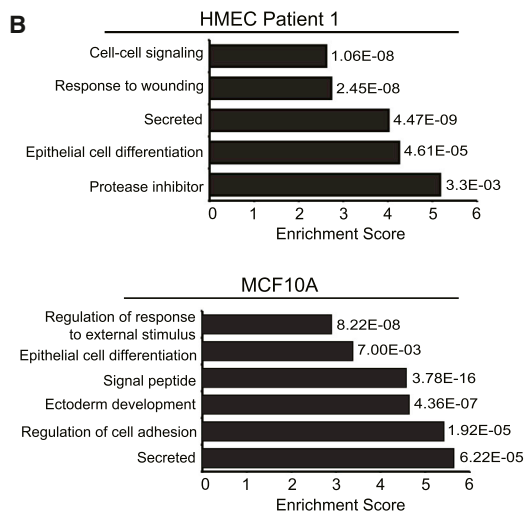 B
HMEC Patient 1
Cell-cell signaling 1.06E-08
Response to wounding 2.45E-08
Secreted 4.47E-09
Epithelial cell differentiation 4.61E-05
Protease inhibitor 3.3E-03
0 1 2 3 4 5 6
Enrichment Score
MCF10A
Regulation of response
to external stimulus 8.22E-08
Epithelial cell differentiation 7.00E-03
Signal peptide 3.78E-16
Ectoderm development 4.36E-07
Regulation of cell adhesion 1.92E-05
Secreted 6.22E-05
0 1 2 3 4 5 6
Enrichment Score